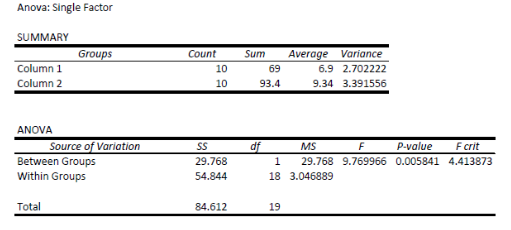 Anova: Single Factor
SUMMARY
Groups Count Sum Average Variance
Column 1 10 69 6.9 2.702222
Column 2 10 93.4 9.34 3.391556
ANOVA
Source of Variation SS df MS F P-value F crit
Between Groups 29.768 1 29.768 9.769966 0.005841 4.413873
Within Groups 54.844 18 3.046889
Total 84.612 19